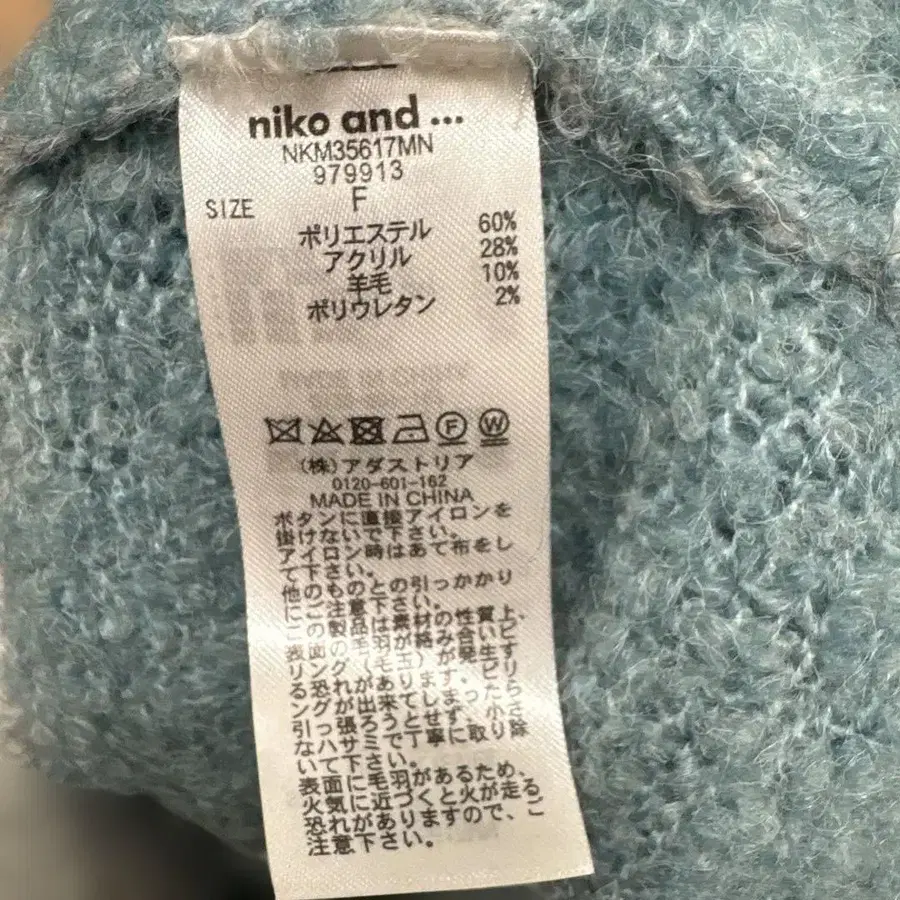 niko and ...
NKM35617MN
979913
SIZE F
ポリエステル 60%
アクリル 28%
羊毛 10%
ポリウレタン 2%
F W
(株)アダストリア
0120-601-162
MADE IN CHINA
ボタンに直接アイロンを
掛けないで下さい。
アイロン時はあて布をし
て下さい。
他のものとの引っかかり
にご注意下さい。
この製品は素材の性質上、
表面の毛羽が絡み合いピ
リング(毛玉)が発生す
る恐れがあります。ピリ
ングが出来てしまったら
引っ張ろうとせず、小さ
なハサミで丁寧に取り除
いて下さい。
表面に毛羽があるため、
火気に近づくと火が走る
恐れがありますので、ご
注意下さい。